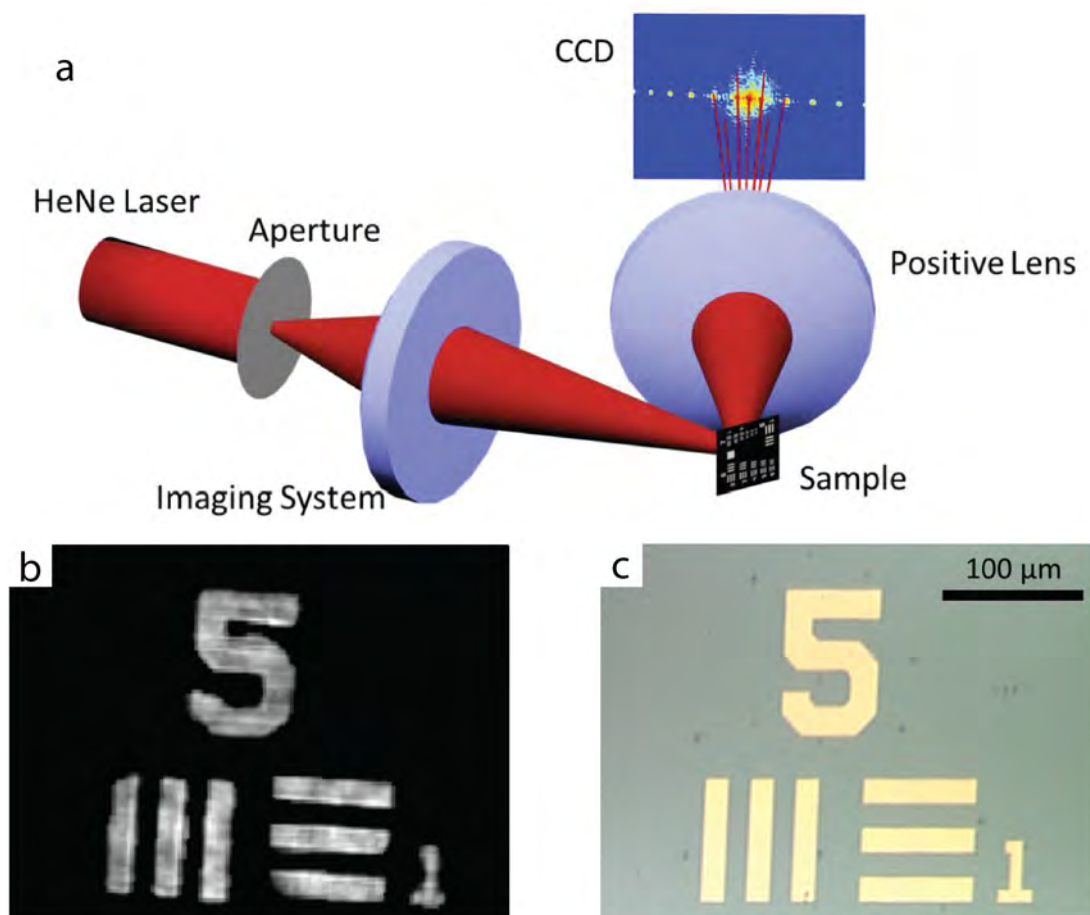 a
CCD
HeNe Laser
Aperture
Positive Lens
Imaging System
Sample
b
5
1
c
100 μm
5
1